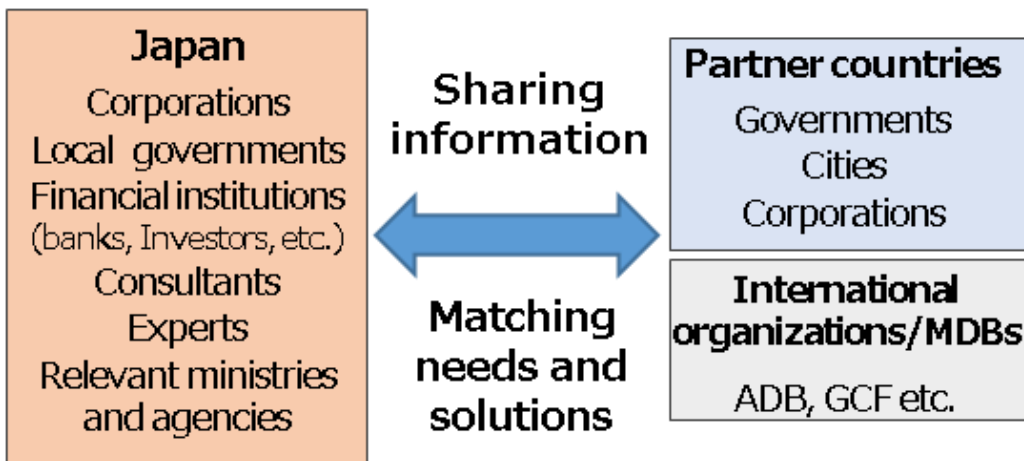 Japan
Corporations
Local governments
Financial institutions
(banks, Investors, etc.)
Consultants
Experts
Relevant ministries
and agencies
Sharing
information
Matching
needs and
solutions
Partner countries
Governments
Cities
Corporations
International
organizations/MDBs
ADB, GCF etc.